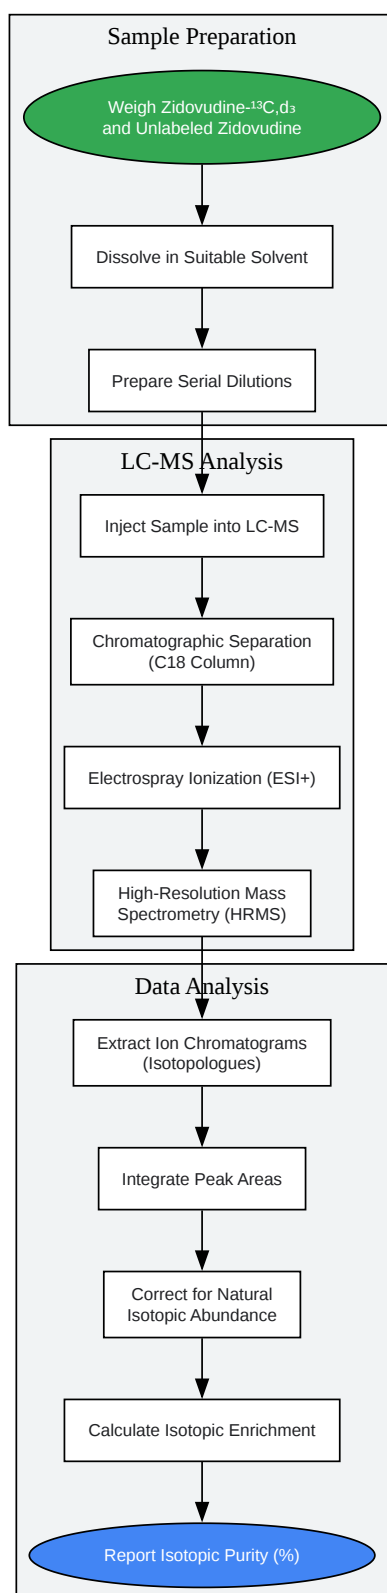 Sample Preparation
Weigh Zidovudine-¹³C,d₃
and Unlabeled Zidovudine
Dissolve in Suitable Solvent
Prepare Serial Dilutions
LC-MS Analysis
Inject Sample into LC-MS
Chromatographic Separation
(C18 Column)
Electrospray Ionization (ESI+)
High-Resolution Mass
Spectrometry (HRMS)
Data Analysis
Extract Ion Chromatograms
(Isotopologues)
Integrate Peak Areas
Correct for Natural
Isotopic Abundance
Calculate Isotopic Enrichment
Report Isotopic Purity (%)